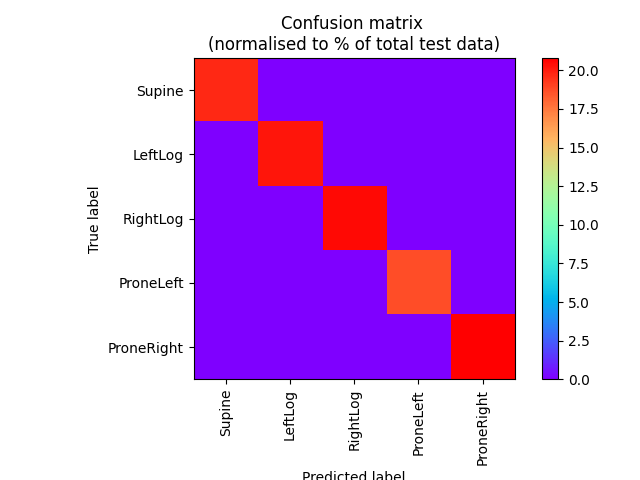 Confusion matrix
(normalised to % of total test data)
Supine
LeftLog
RightLog
ProneLeft
ProneRight
True label
Supine
LeftLog
RightLog
ProneLeft
ProneRight
Predicted label
20.0
17.5
15.0
12.5
10.0
7.5
5.0
2.5
0.0